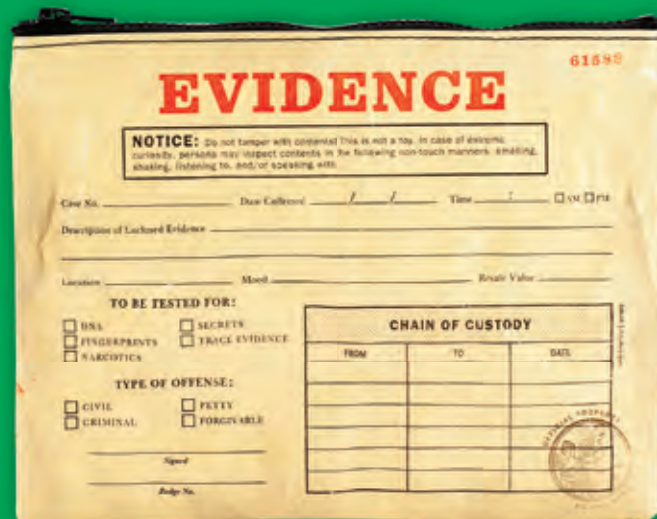 61589
EVIDENCE
NOTICE: Do not tamper with contents! This is not a toy. In case of extreme
curiosity, persons may inspect contents in the following non-touch manners: smelling,
shaking, listening to, and/or speaking with.
Case No. Date Collected / / Time : AM PM
Description of Enclosed Evidence
Location Mood Resale Value
TO BE TESTED FOR:
DNA SECRETS
FINGERPRINTS TRACE EVIDENCE
NARCOTICS
TYPE OF OFFENSE:
CIVIL PETTY
CRIMINAL FORGIVABLE
Signed
Badge No.
CHAIN OF CUSTODY
FROM TO DATE
OFFICIAL PROPERTY